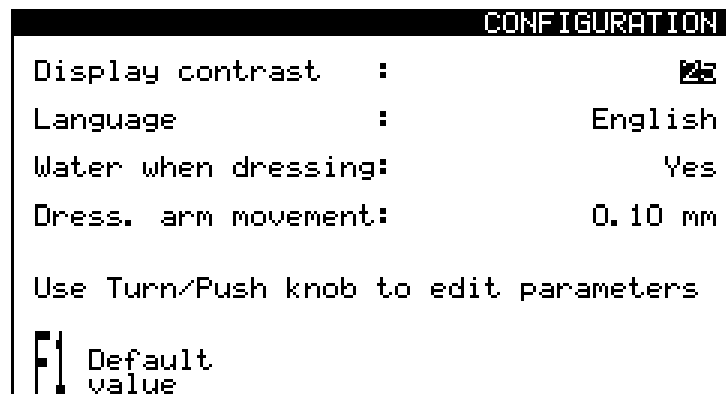 CONFIGURATION
Display contrast : 25
Language : English
Water when dressing: Yes
Dress. arm movement: 0.10 mm
Use Turn/Push knob to edit parameters
F1 Default
value